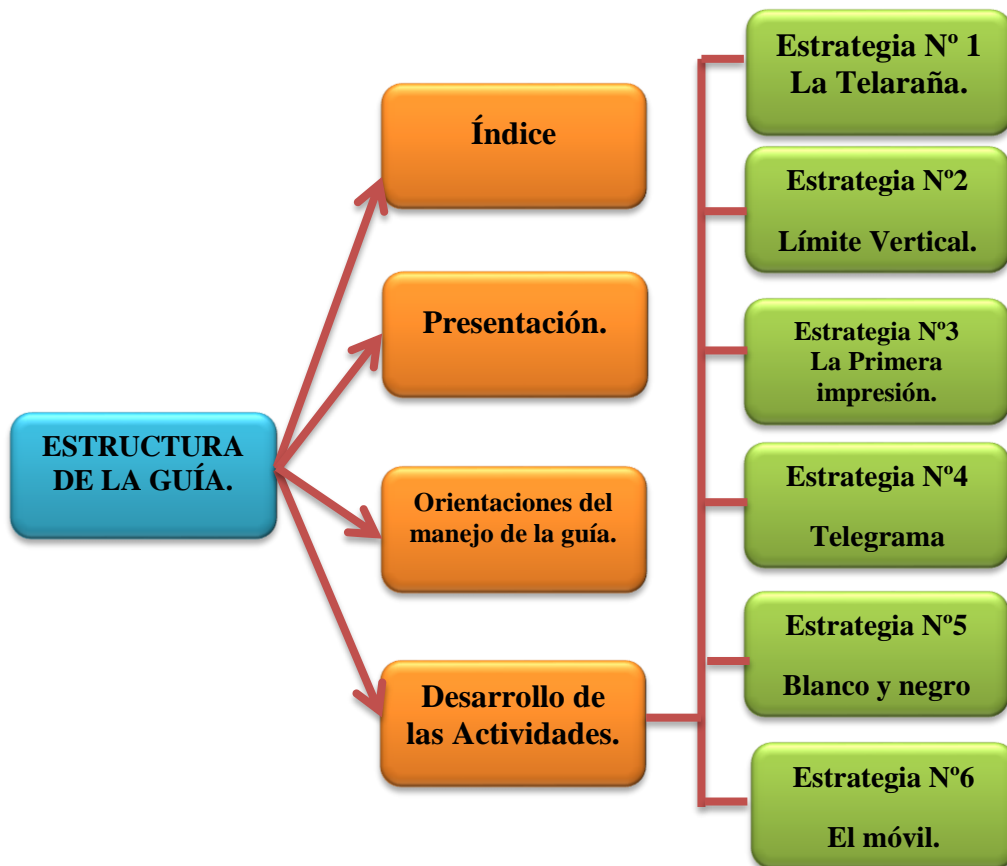 ESTRUCTURA
DE LA GUÍA.
Índice
Presentación.
Orientaciones del
manejo de la guía.
Desarrollo de
las Actividades.
Estrategia Nº 1
La Telaraña.
Estrategia Nº2
Límite Vertical.
Estrategia Nº3
La Primera
impresión.
Estrategia Nº4
Telegrama
Estrategia Nº5
Blanco y negro
Estrategia Nº6
El móvil.